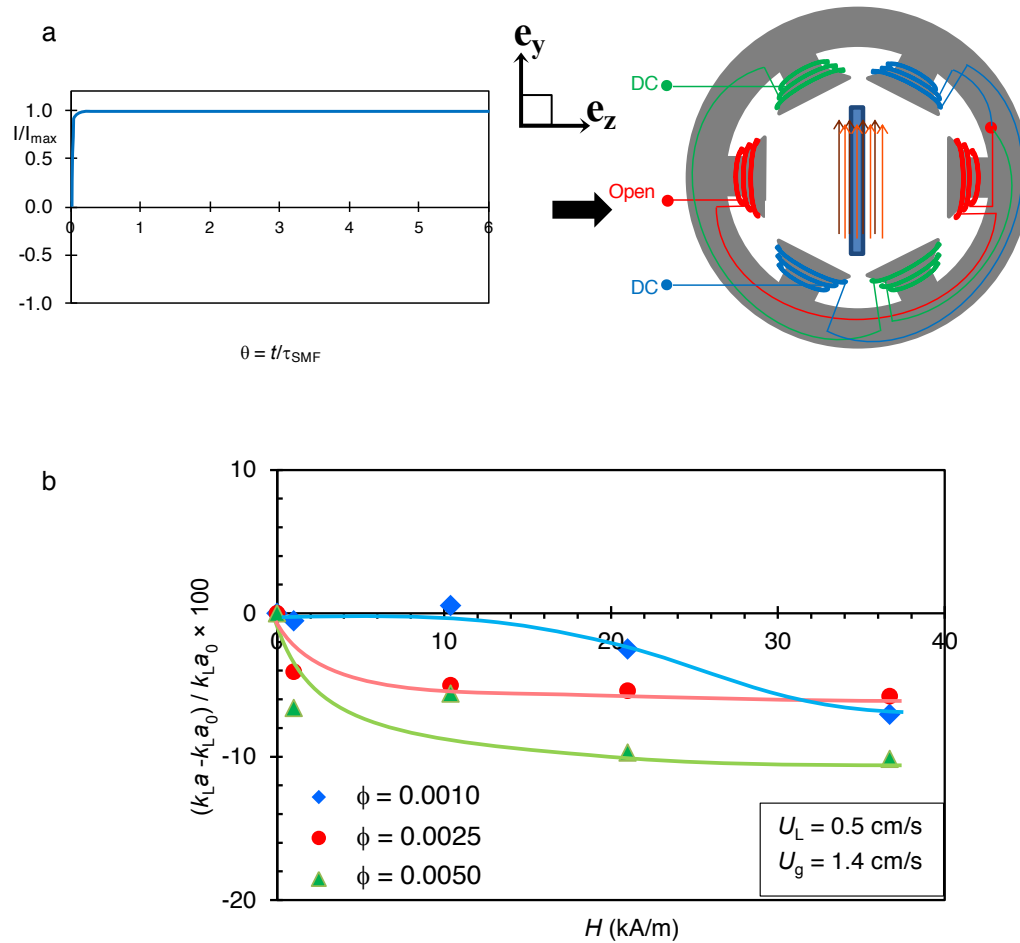 a
1.0
I/Imax
0.5
0.0
0 1 2 3 4 5 6
-0.5
-1.0
θ = t/τSMF
ey
ez
DC
Open
DC
b
10
0
-10
-20
0 10 20 30 40
(kLa -kLa0) / kLa0 × 100
ϕ = 0.0010
ϕ = 0.0025
ϕ = 0.0050
UL = 0.5 cm/s
Ug = 1.4 cm/s
H (kA/m)